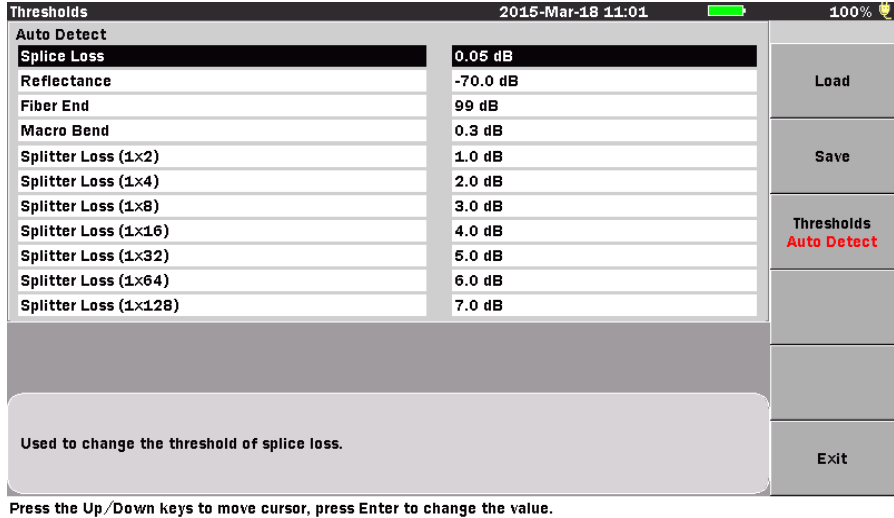 Thresholds 2015-Mar-18 11:01 100%
Auto Detect
Splice Loss 0.05 dB
Reflectance -70.0 dB
Fiber End 99 dB
Macro Bend 0.3 dB
Splitter Loss (1×2) 1.0 dB
Splitter Loss (1×4) 2.0 dB
Splitter Loss (1×8) 3.0 dB
Splitter Loss (1×16) 4.0 dB
Splitter Loss (1×32) 5.0 dB
Splitter Loss (1×64) 6.0 dB
Splitter Loss (1×128) 7.0 dB
Load
Save
Thresholds
Auto Detect
Exit
Used to change the threshold of splice loss.
Press the Up/Down keys to move cursor, press Enter to change the value.